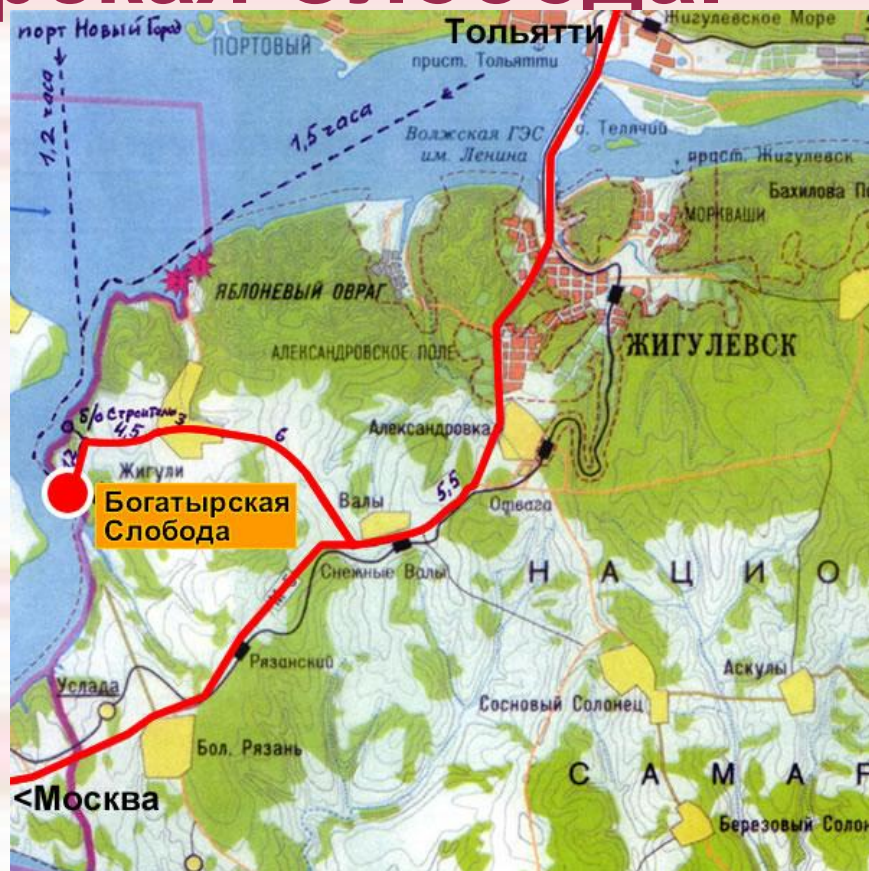 порт Новый Город
ПОРТОВЫЙ
Тольятти
Жигулевское Море
прист. Тольятти
1,2 часа
1,5 часа
Волжская ГЭС
им. Ленина
о. Телячий
прист. Жигулевск
Бахилова
МОРКВАШИ
ЯБЛОНЕВЫЙ ОВРАГ
АЛЕКСАНДРОВСКОЕ ПОЛЕ
ЖИГУЛЕВСК
б/о Строитель
4,5
3
6
Александровка
Жигули
Богатырская
Слобода
Валы
5,5
Отвага
Снежные Валы
Н А Ц И О
М-5
Рязанский
Услада
Аскулы
Сосновый Солонец
Бол. Рязань
<Москва
С А М А
Березовый